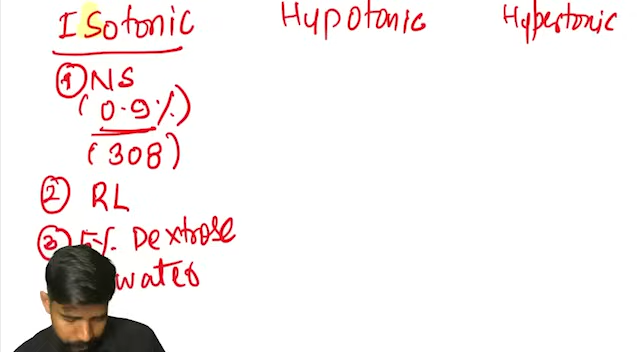 Isotonic Hypotonic Hypertonic
① NS
(0.9%)
(308)
② RL
③ 5% Dextrose
water